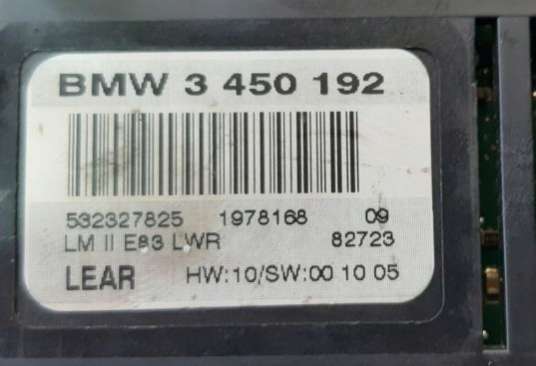 BMW 3 450 192
532327825 1978168 09
LM II E83 LWR 82723
LEAR HW:10/SW:00 10 05